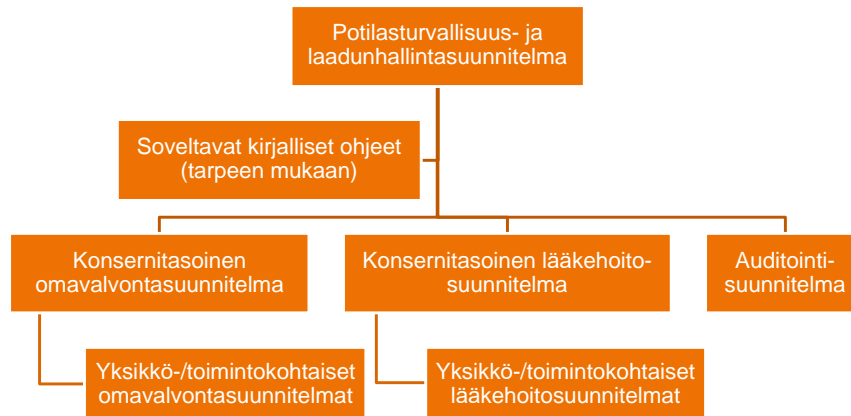 Potilasturvallisuus- ja
laadunhallintasuunnitelma
Soveltavat kirjalliset ohjeet
(tarpeen mukaan)
Konsernitasoinen
omavalvontasuunnitelma
Konsernitasoinen lääkehoito-
suunnitelma
Auditointi-
suunnitelma
Yksikkö-/toimintokohtaiset
omavalvontasuunnitelmat
Yksikkö-/toimintokohtaiset
lääkehoitosuunnitelmat